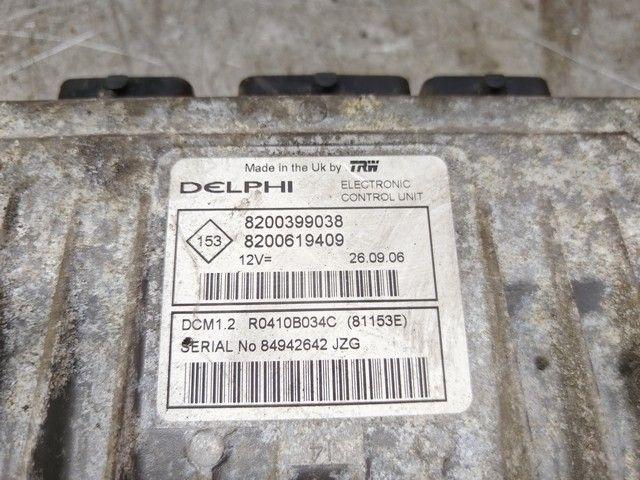 Made in the Uk by TRW
DELPHI ELECTRONIC
CONTROL UNIT
153
8200399038
8200619409
12V= 26.09.06
DCM1.2 R0410B034C (81153E)
SERIAL No 84942642 JZG